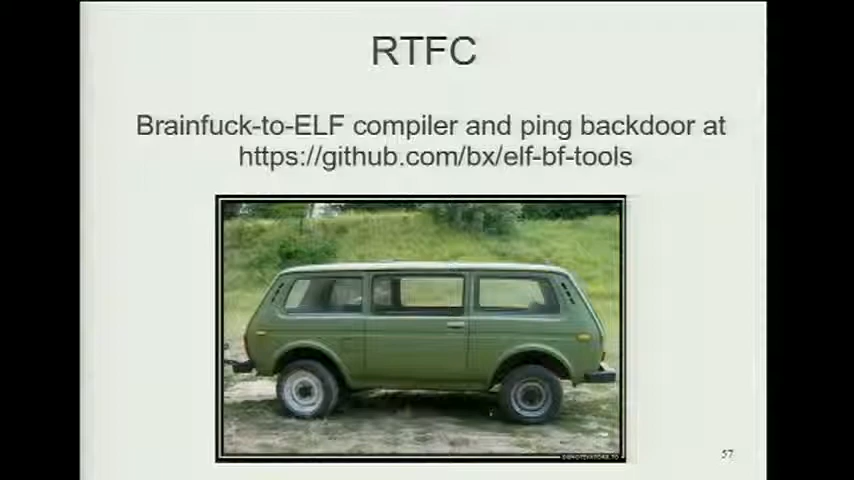 RTFC
Brainfuck-to-ELF compiler and ping backdoor at
https://github.com/bx/elf-bf-tools
57